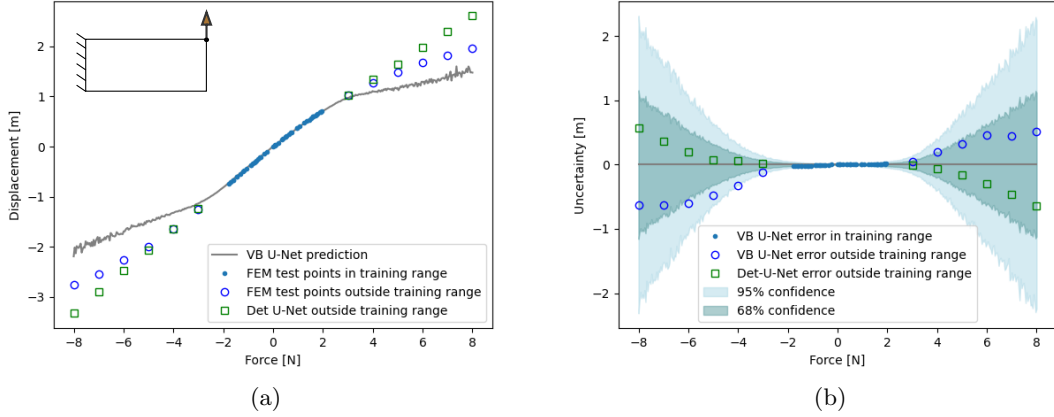 2
1
0
−1
−2
−3
Displacement [m]
−8 −6 −4 −2 0 2 4 6 8
Force [N]
VB U-Net prediction
FEM test points in training range
FEM test points outside training range
Det U-Net outside training range
(a)
2
1
0
−1
−2
Uncertainty [m]
−8 −6 −4 −2 0 2 4 6 8
Force [N]
VB U-Net error in training range
VB U-Net error outside training range
Det-U-Net error outside training range
95% confidence
68% confidence
(b)